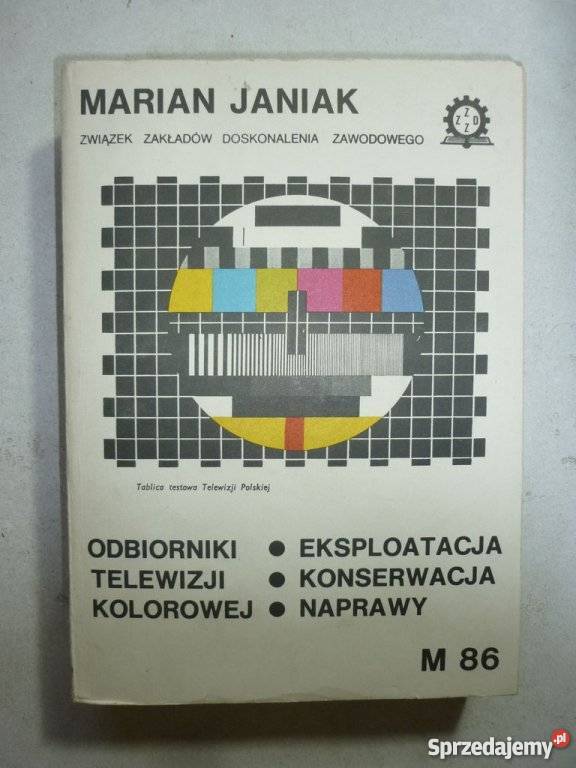 MARIAN JANIAK
ZWIĄZEK ZAKŁADÓW DOSKONALENIA ZAWODOWEGO
Z
Z D
Z
Tablica testowa Telewizji Polskiej
ODBIORNIKI ● EKSPLOATACJA
TELEWIZJI ● KONSERWACJA
KOLOROWEJ ● NAPRAWY
M 86
Sprzedajemy.pl